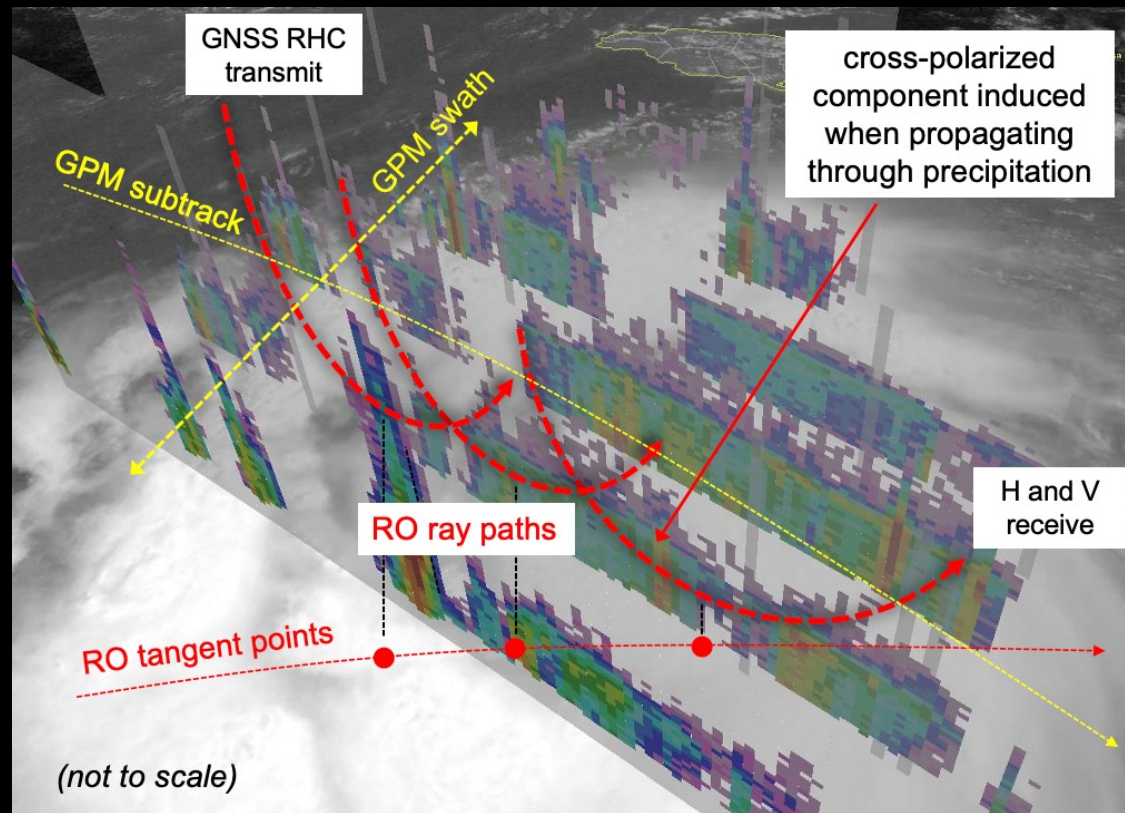 GNSS RHC
transmit
cross-polarized
component induced
when propagating
through precipitation
GPM swath
GPM subtrack
H and V
receive
RO ray paths
RO tangent points
(not to scale)